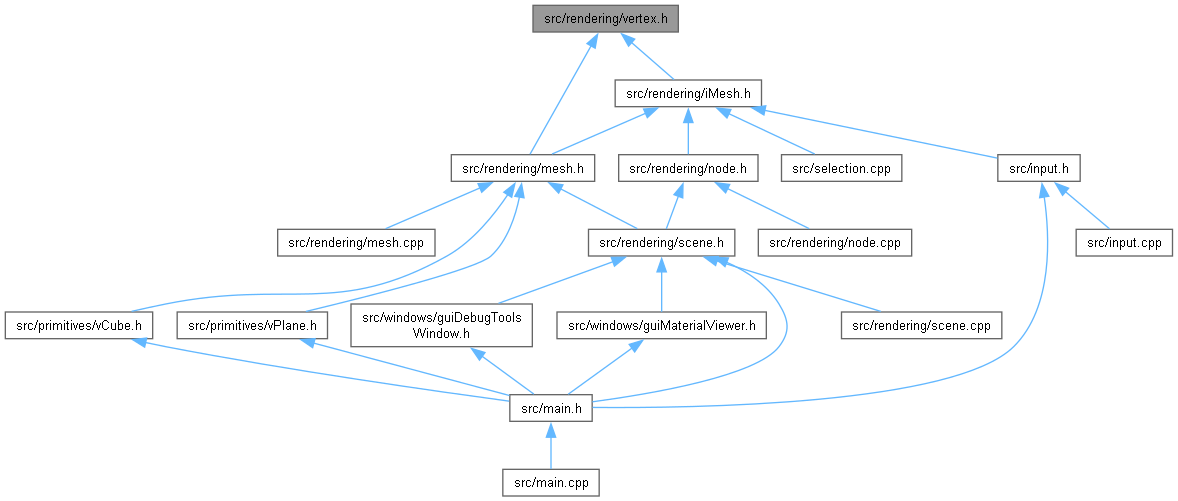 src/rendering/vertex.h
src/rendering/iMesh.h
src/rendering/mesh.h
src/rendering/node.h
src/selection.cpp
src/input.h
src/rendering/mesh.cpp
src/rendering/scene.h
src/rendering/node.cpp
src/input.cpp
src/primitives/vCube.h
src/primitives/vPlane.h
src/windows/guiDebugTools
Window.h
src/windows/guiMaterialViewer.h
src/rendering/scene.cpp
src/main.h
src/main.cpp